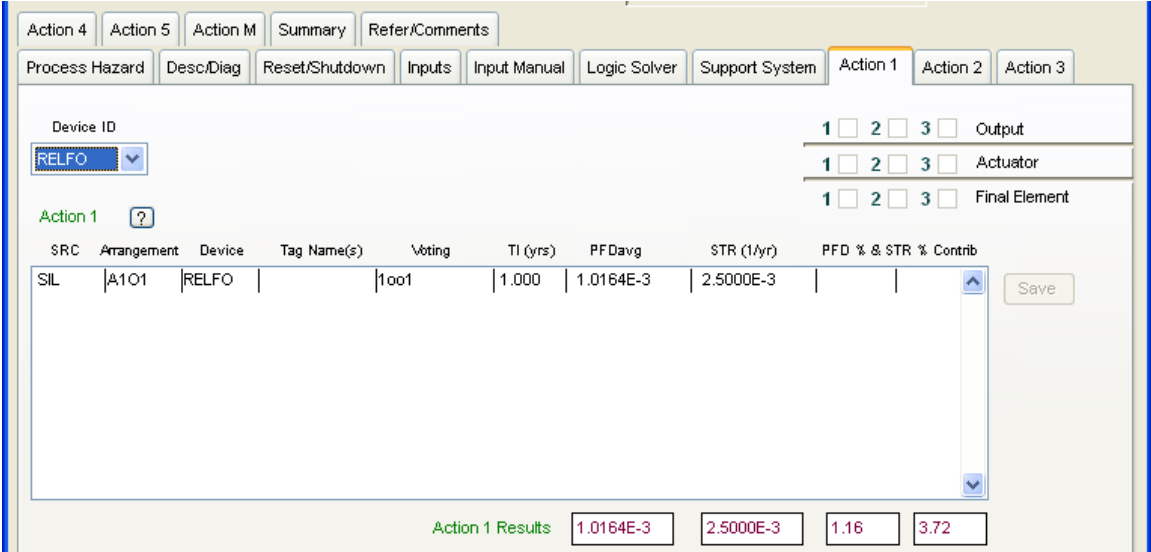 Action 4 Action 5 Action M Summary Refer/Comments
Process Hazard Desc/Diag Reset/Shutdown Inputs Input Manual Logic Solver Support System Action 1 Action 2 Action 3
Device ID
1 2 3 Output
RELFO
1 2 3 Actuator
1 2 3 Final Element
Action 1 ?
SRC Arrangement Device Tag Name(s) Voting TI (yrs) PFDavg STR (1/yr) PFD % & STR % Contrib
SIL A1O1 RELFO 1oo1 1.000 1.0164E-3 2.5000E-3
Save
Action 1 Results 1.0164E-3 2.5000E-3 1.16 3.72